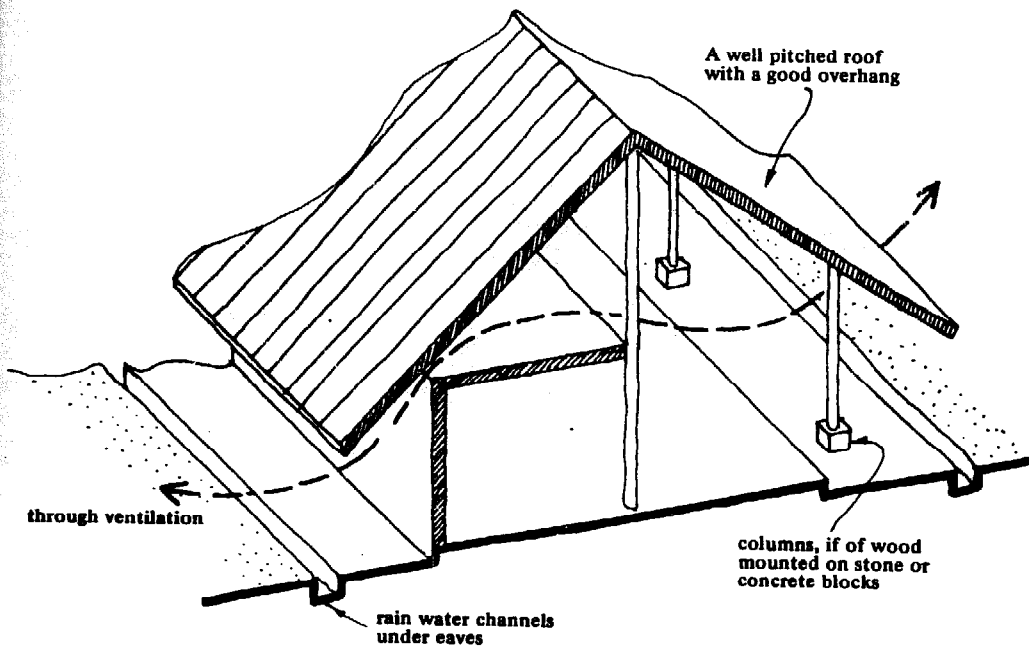 A well pitched roof
with a good overhang
through ventilation
columns, if of wood
mounted on stone or
concrete blocks
rain water channels
under eaves